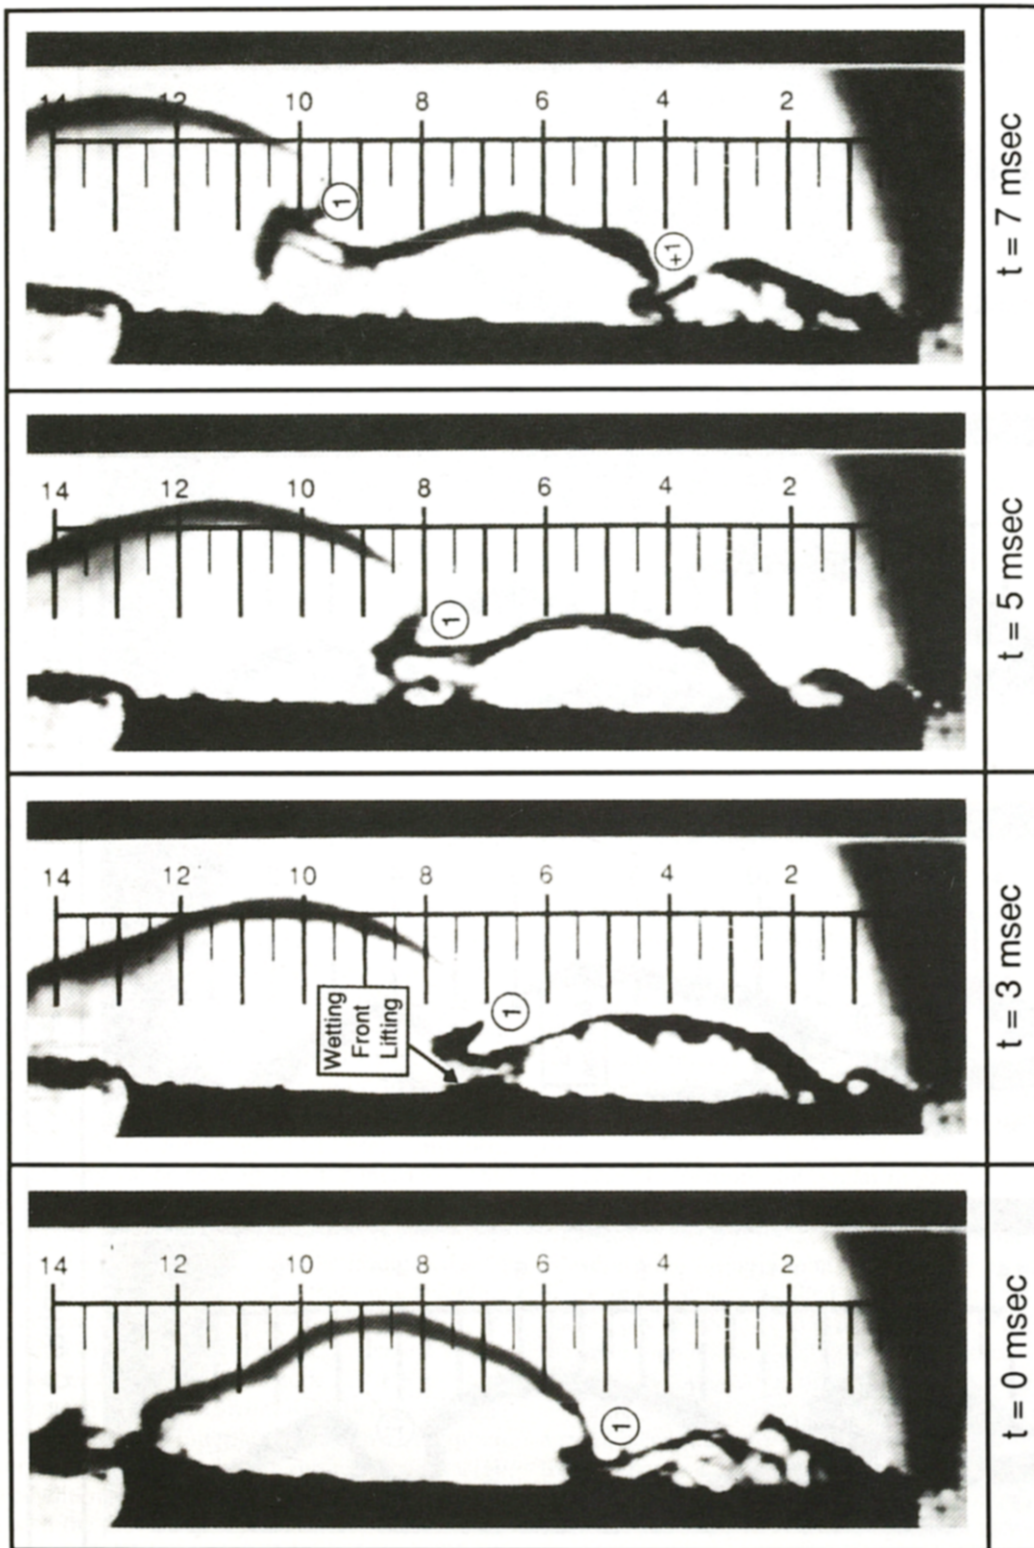 14 12 10 8 6 4 2
1
+1
t = 7 msec
14 12 10 8 6 4 2
1
t = 5 msec
14 12 10 8 6 4 2
Wetting
Front
Lifting
1
t = 3 msec
14 12 10 8 6 4 2
1
t = 0 msec